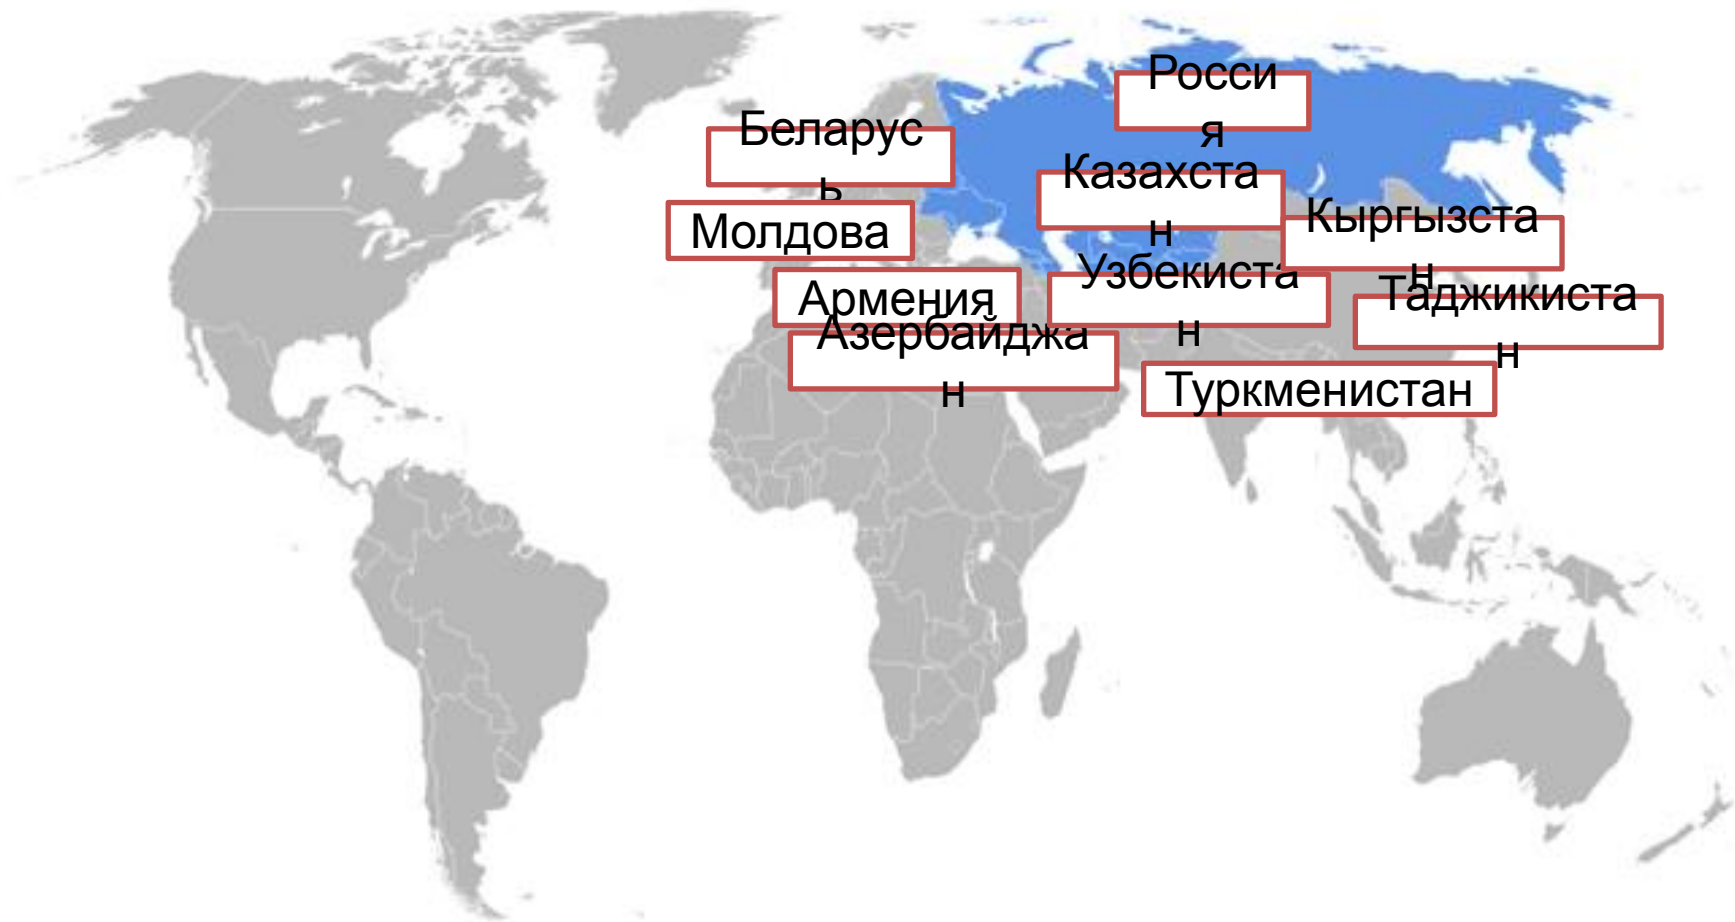 Росси
я
Беларус
ь
Казахста
н
Молдова
Кыргызста
н
Армения
Узбекиста
н
Таджикиста
н
Азербайджа
н
Туркменистан